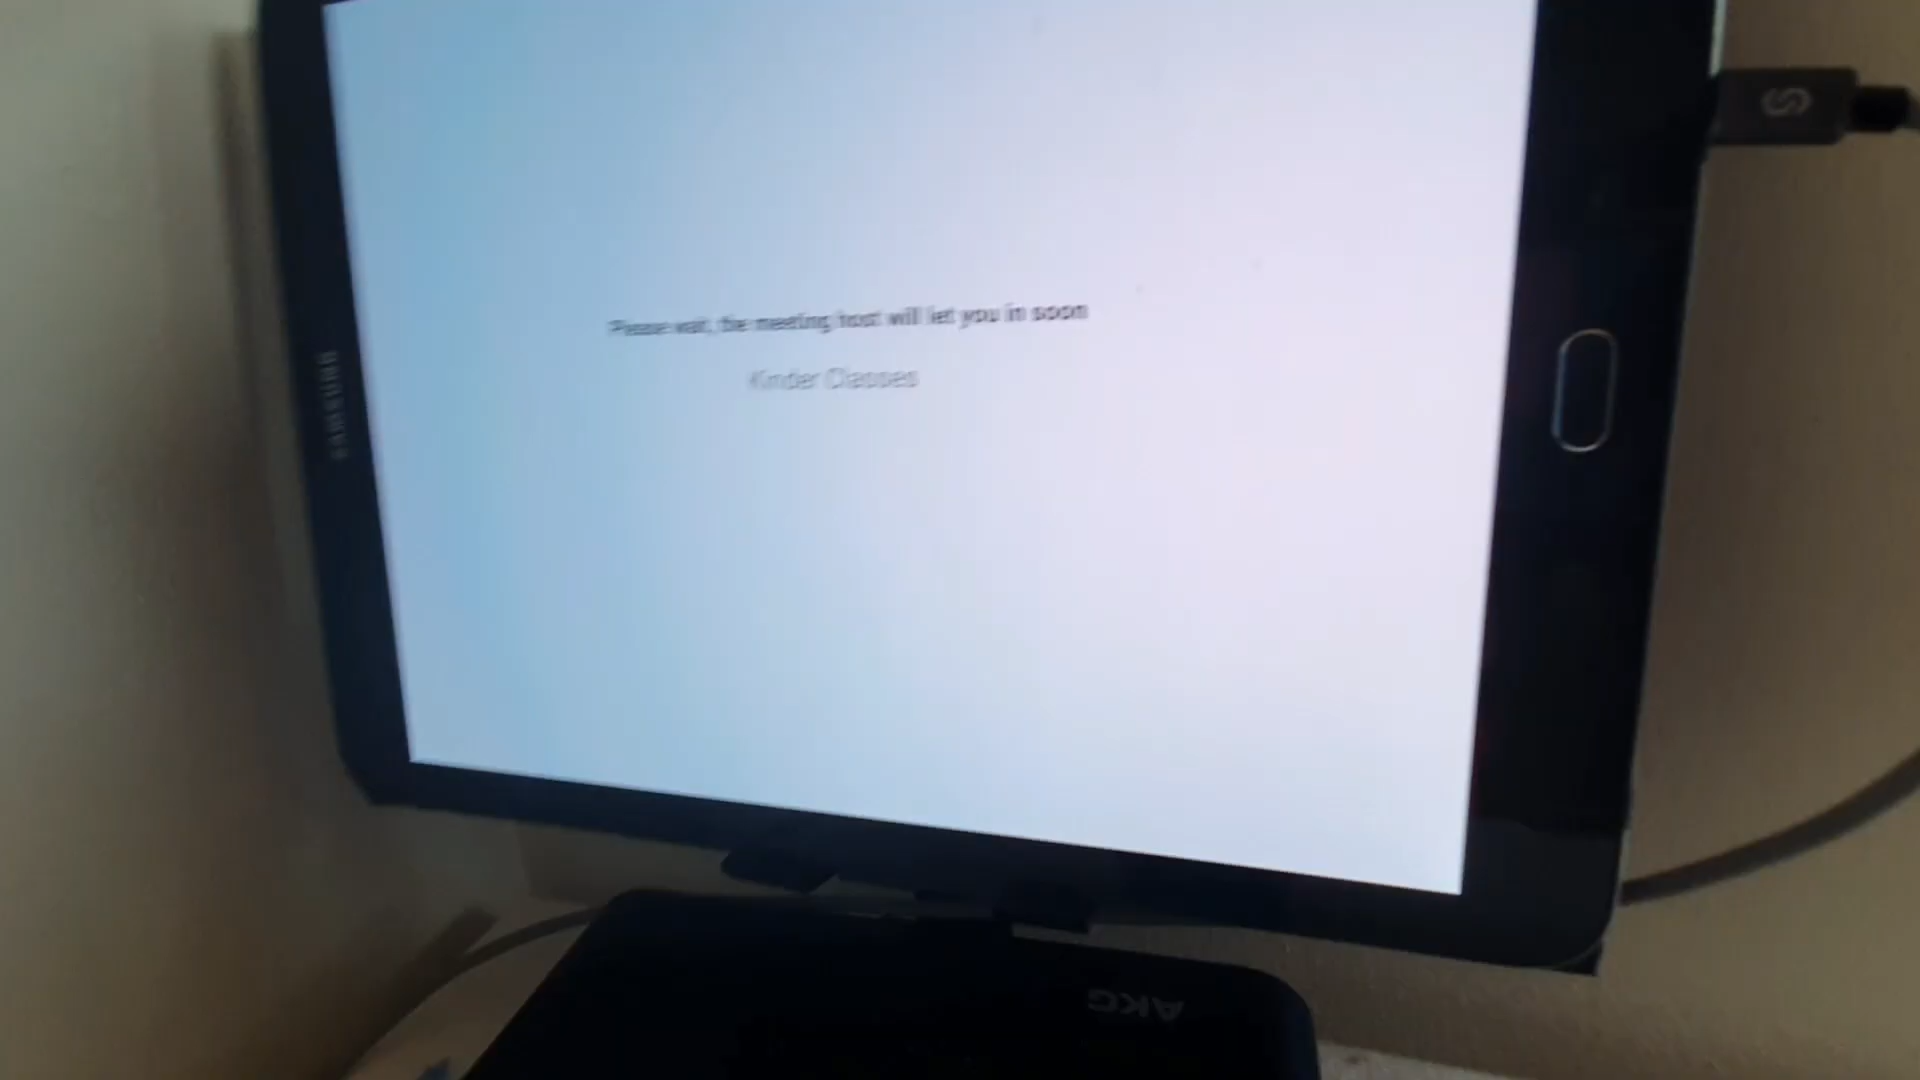 Please wait, the meeting host will let you in soon
Kinder Classes
SAMSUNG
AKG